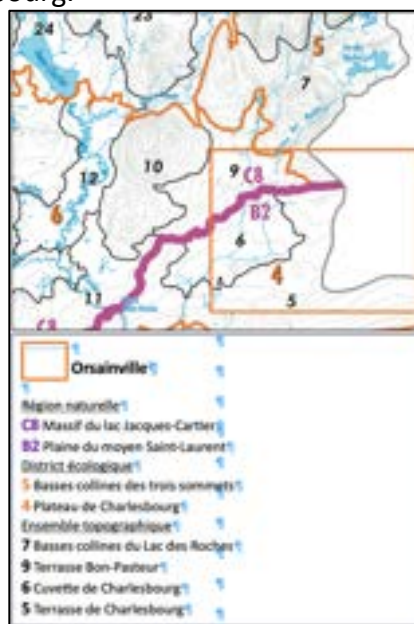 ourg.
24
23
5
7
12
10
9
C8
B2
6
6
4
11
5
C8
Orsainville¶
Région naturelle¶
C8 Massif du lac Jacques-Cartier¶
B2 Plaine du moyen Saint-Laurent¶
District écologique¶
5 Basses collines des trois sommets¶
4 Plateau de Charlesbourg¶
Ensemble topographique¶
7 Basses collines du Lac des Roches¶
9 Terrasse Bon-Pasteur¶
6 Cuvette de Charlesbourg¶
5 Terrasse de Charlesbourg¶